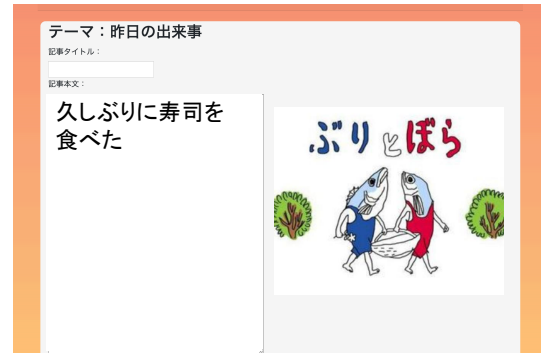 テーマ：昨日の出来事
記事タイトル：
記事本文：
久しぶりに寿司を
食べた
ぶりとぼら